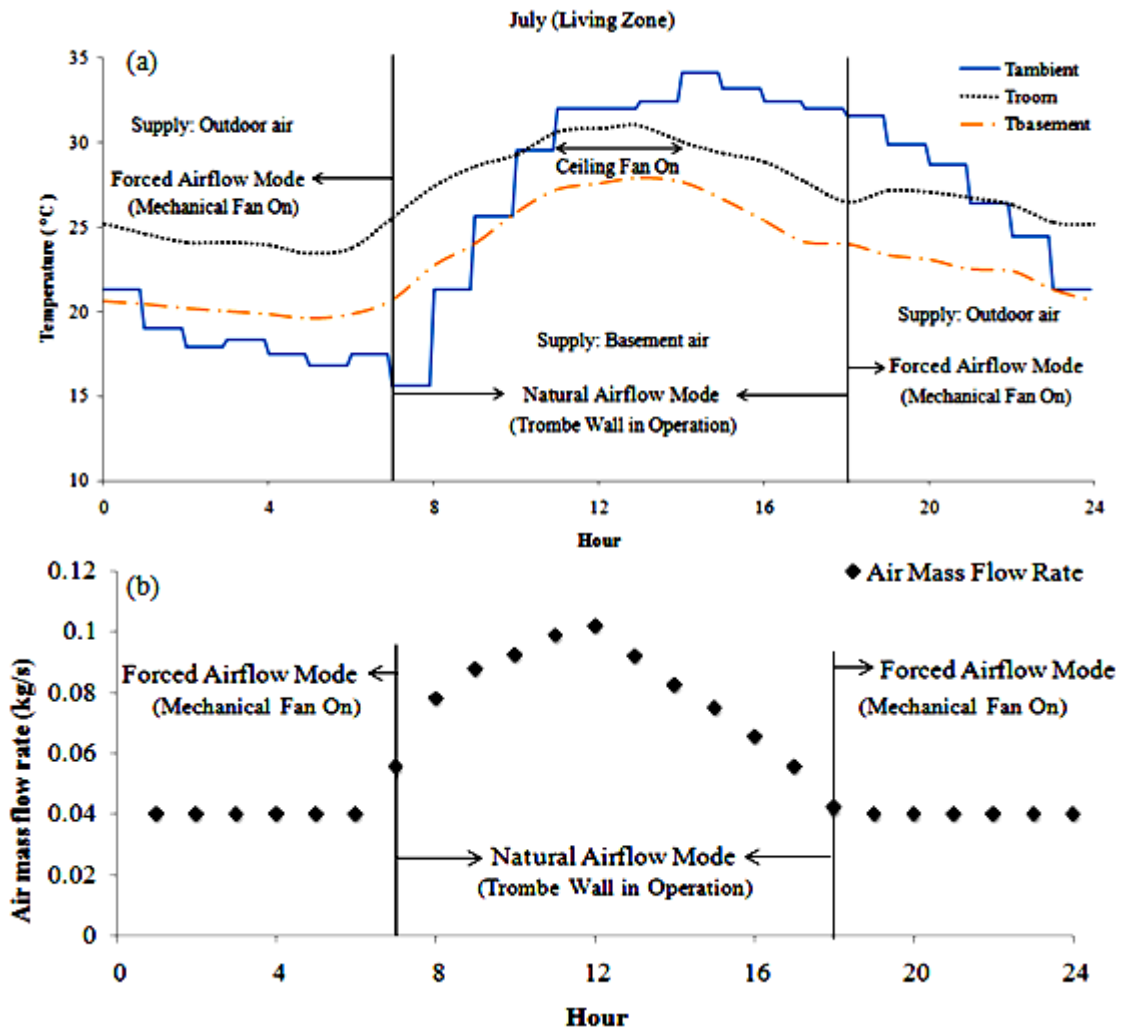 July (Living Zone)
(a)
35
30
25
20
15
10
Temperature (°C)
Tambient
Troom
Tbasement
Supply: Outdoor air
Forced Airflow Mode
(Mechanical Fan On)
Ceiling Fan On
Supply: Basement air
Natural Airflow Mode
(Trombe Wall in Operation)
Supply: Outdoor air
Forced Airflow Mode
(Mechanical Fan On)
0 4 8 12 16 20 24
Hour
(b)
0.12
0.1
0.08
0.06
0.04
0.02
0
Air mass flow rate (kg/s)
Air Mass Flow Rate
Forced Airflow Mode
(Mechanical Fan On)
Forced Airflow Mode
(Mechanical Fan On)
Natural Airflow Mode
(Trombe Wall in Operation)
0 4 8 12 16 20 24
Hour